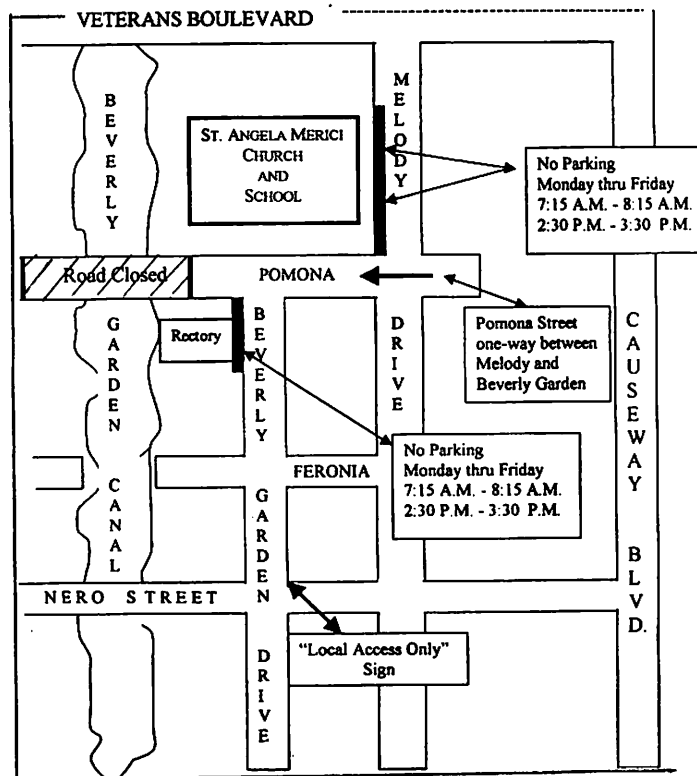 VETERANS BOULEVARD
BEVERLY
GARDEN
CANAL
MELODY
DRIVE
ST. ANGELA MERICI
CHURCH
AND
SCHOOL
No Parking
Monday thru Friday
7:15 A.M. - 8:15 A.M.
2:30 P.M. - 3:30 P.M.
Road Closed
POMONA
Rectory
BEVERLY
GARDEN
DRIVE
Pomona Street
one-way between
Melody and
Beverly Garden
CAUSEWAY
BLVD.
No Parking
Monday thru Friday
7:15 A.M. - 8:15 A.M.
2:30 P.M. - 3:30 P.M.
FERONIA
NERO STREET
"Local Access Only"
Sign